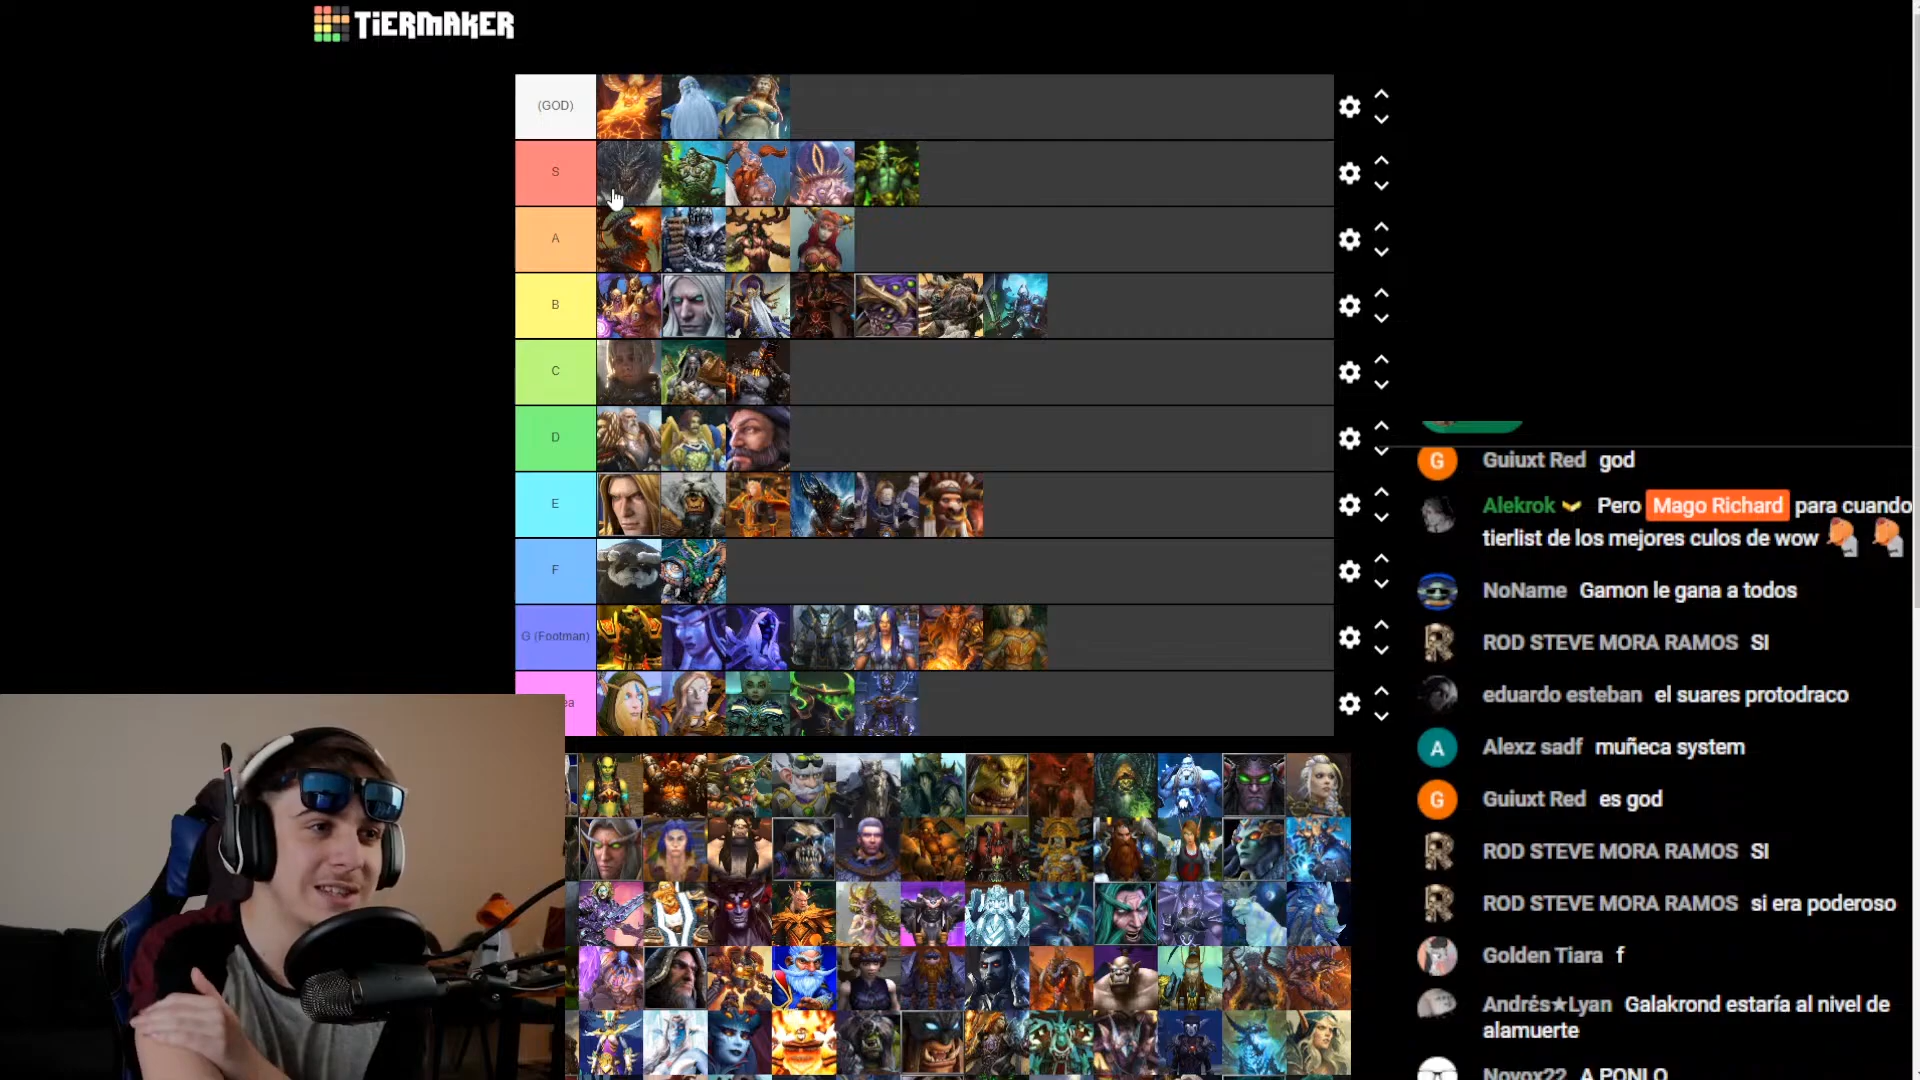 TiERMAKER
(GOD)
S
A
B
C
D
E
F
G (Footman)
ea
G Guiuxt Red god
Alekrok Pero Mago Richard para cuando
tierlist de los mejores culos de wow
NoName Gamon le gana a todos
R ROD STEVE MORA RAMOS SI
eduardo esteban el suares protodraco
A Alexz sadf muñeca system
G Guiuxt Red es god
R ROD STEVE MORA RAMOS SI
R ROD STEVE MORA RAMOS si era poderoso
Golden Tiara f
Andrés★Lyan Galakrond estaría al nivel de
alamuerte
Novox22 A PONLO